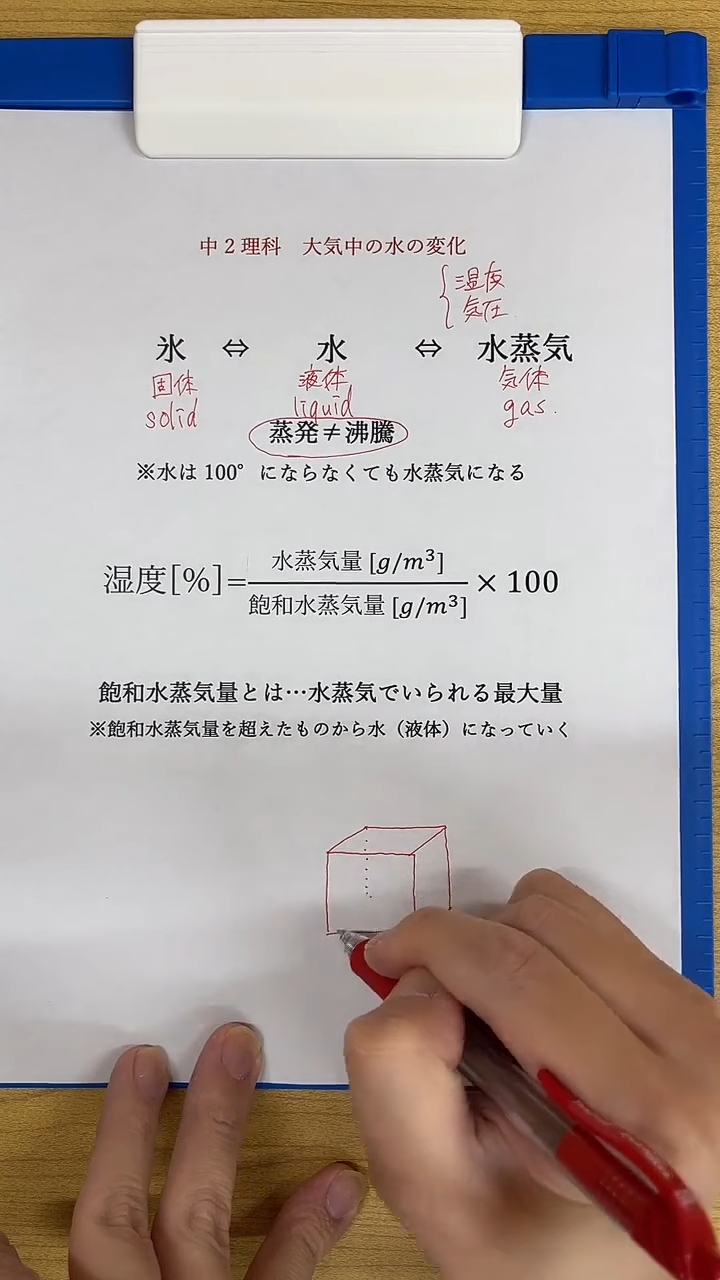 中2理科 大気中の水の変化
湿度
気圧
氷 ⇔ 水 ⇔ 水蒸気
固体 液体 気体
solid liquid gas.
蒸発≠沸騰
※水は100°にならなくても水蒸気になる
湿度[%]=水蒸気量[g/m³]/飽和水蒸気量[g/m³]×100
飽和水蒸気量とは…水蒸気でいられる最大量
※飽和水蒸気量を超えたものから水（液体）になっていく